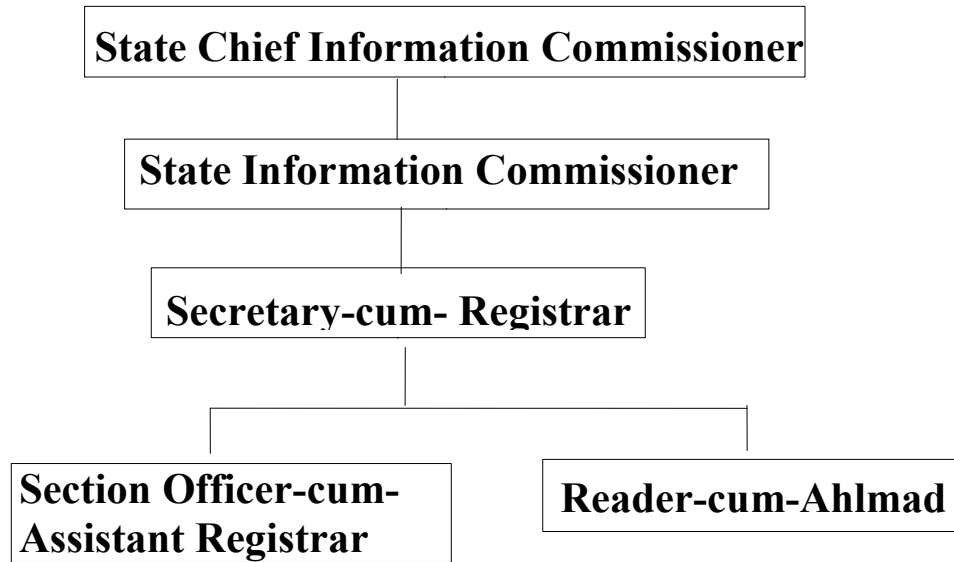 State Chief Information Commissioner
State Information Commissioner
Secretary-cum- Registrar
Section Officer-cum-
Assistant Registrar
Reader-cum-Ahlmad